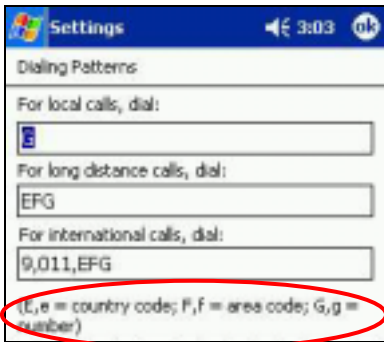 Settings 3:03 ok
Dialing Patterns
For local calls, dial:
G
For long distance calls, dial:
EFG
For international calls, dial:
9,011,EFG
(E,e = country code; F,f = area code; G,g =
number)